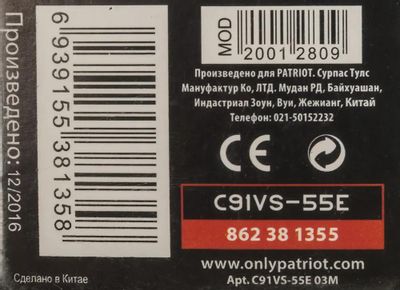 Произведено: 12/2016
6 939155 381358
Сделано в Китае
MOD
2001 2809
Произведено для PATRIOT. Сурпас Тулс
Мануфактур Ко, ЛТД. Мудан РД, Байхуашан,
Индастриал Зоун, Вуи, Жежианг, Китай
Телефон: 021-50152232
CE
C91VS-55E
862 38 1355
www.onlypatriot.com
Арт. C91VS-55E 03M